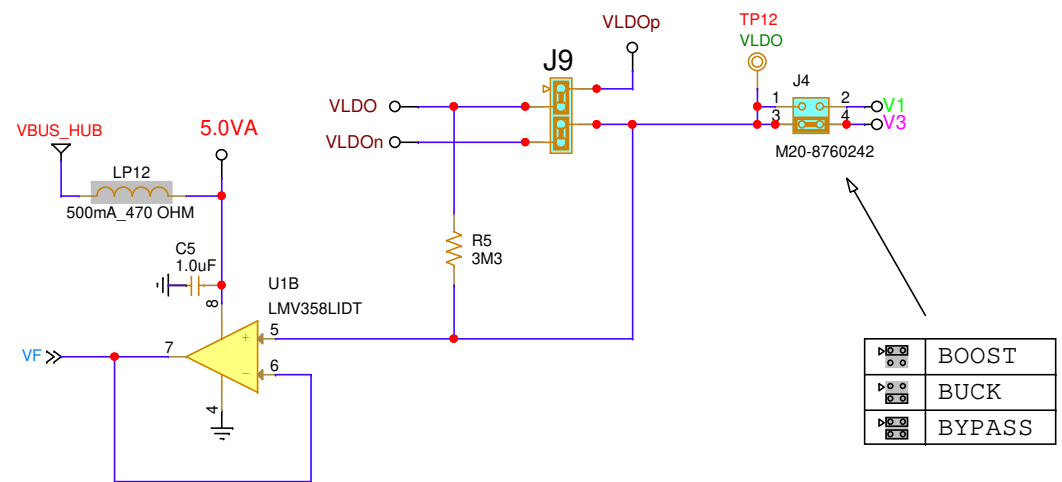 VLDOp
TP12
VLDO
J9
J4
VLDO
1
2
V1
VBUS_HUB
5.0VA
3
4
V3
VLDOn
M20-8760242
LP12
500mA_470 OHM
R5
3M3
C5
1.0uF
U1B
8
LMV358LIDT
+
5
VF
7
BOOST
-
6
BUCK
4
BYPASS